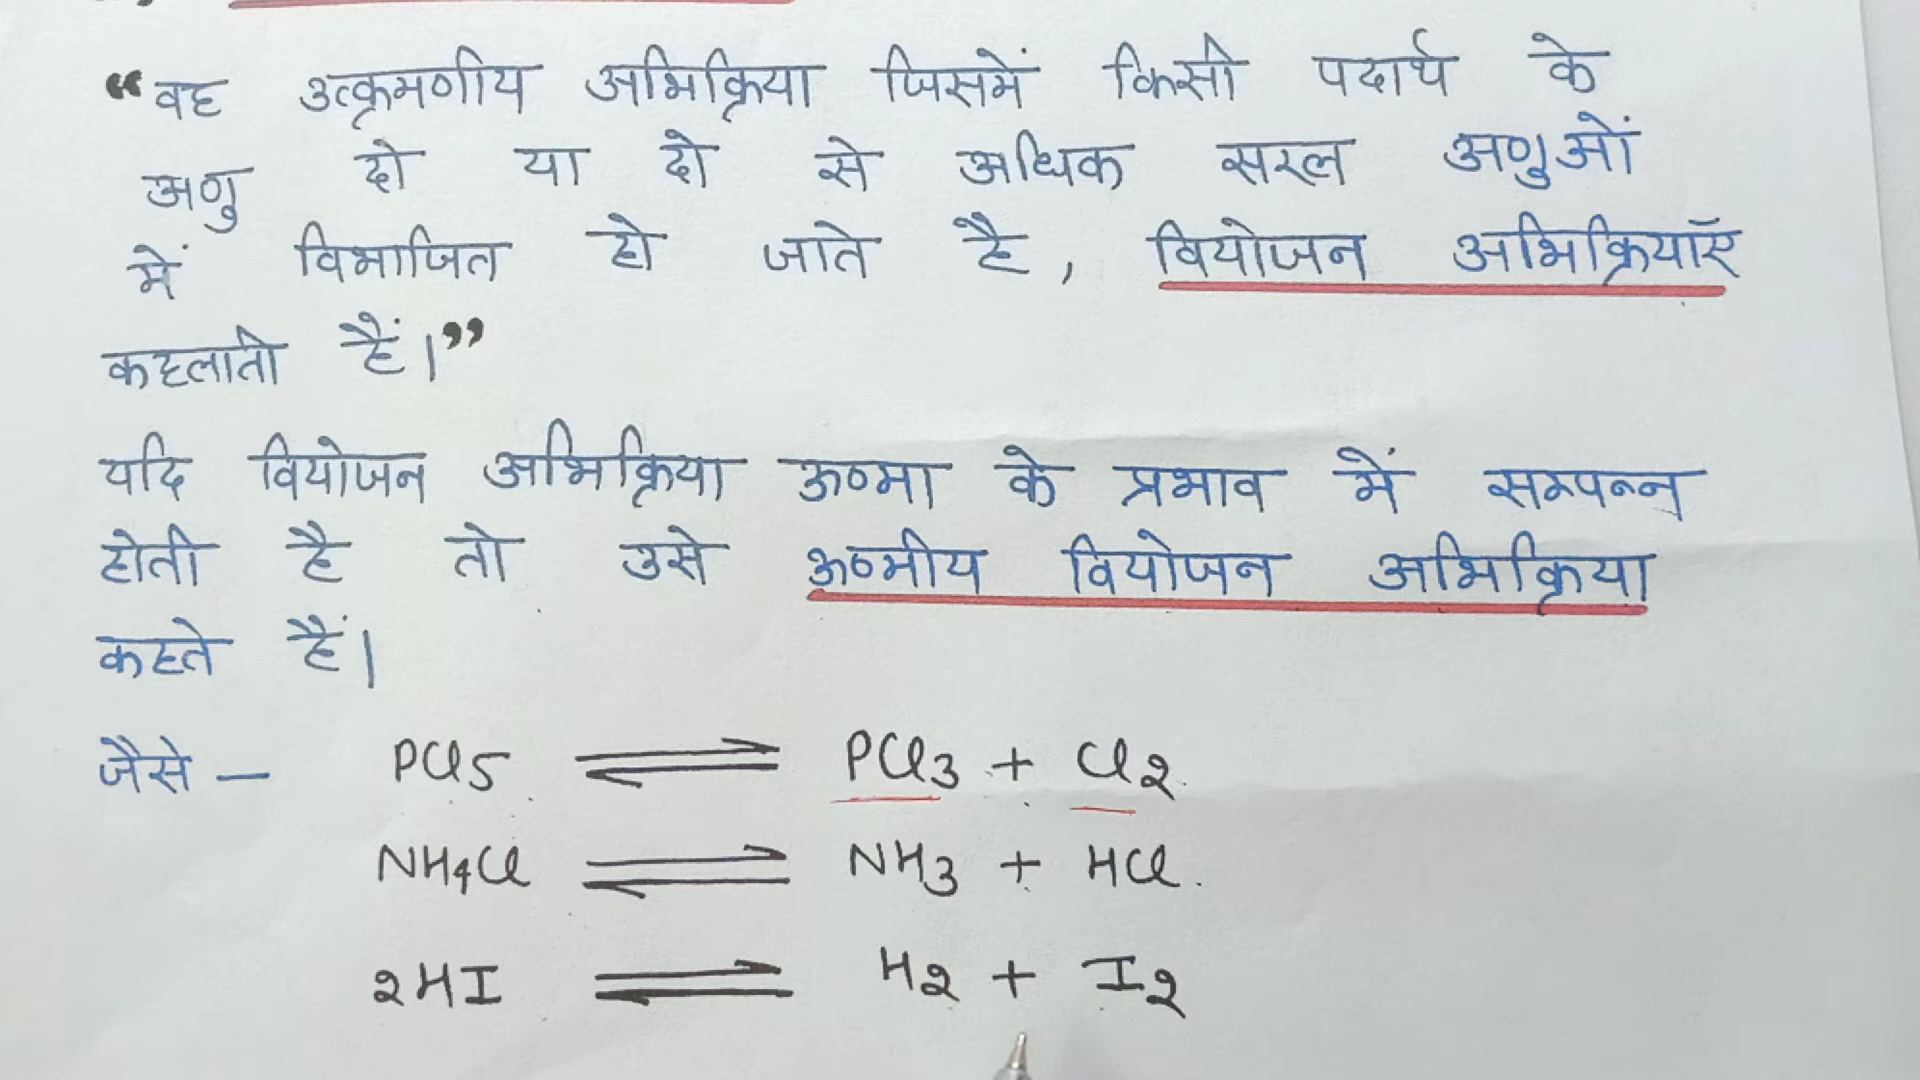 “वह उत्क्रमणीय अभिक्रिया जिसमें किसी पदार्थ के
अणु दो या दो से अधिक सरल अणुओं
में विभाजित हो जाते है, वियोजन अभिक्रियाएँ
कहलाती हैं।”
यदि वियोजन अभिक्रिया ऊष्मा के प्रभाव में सम्पन्न
होती है तो उसे ऊष्मीय वियोजन अभिक्रिया
कहते हैं।
जैसे – PCl5 ⇌ PCl3 + Cl2
NH4Cl ⇌ NH3 + HCl.
2HI ⇌ H2 + I2